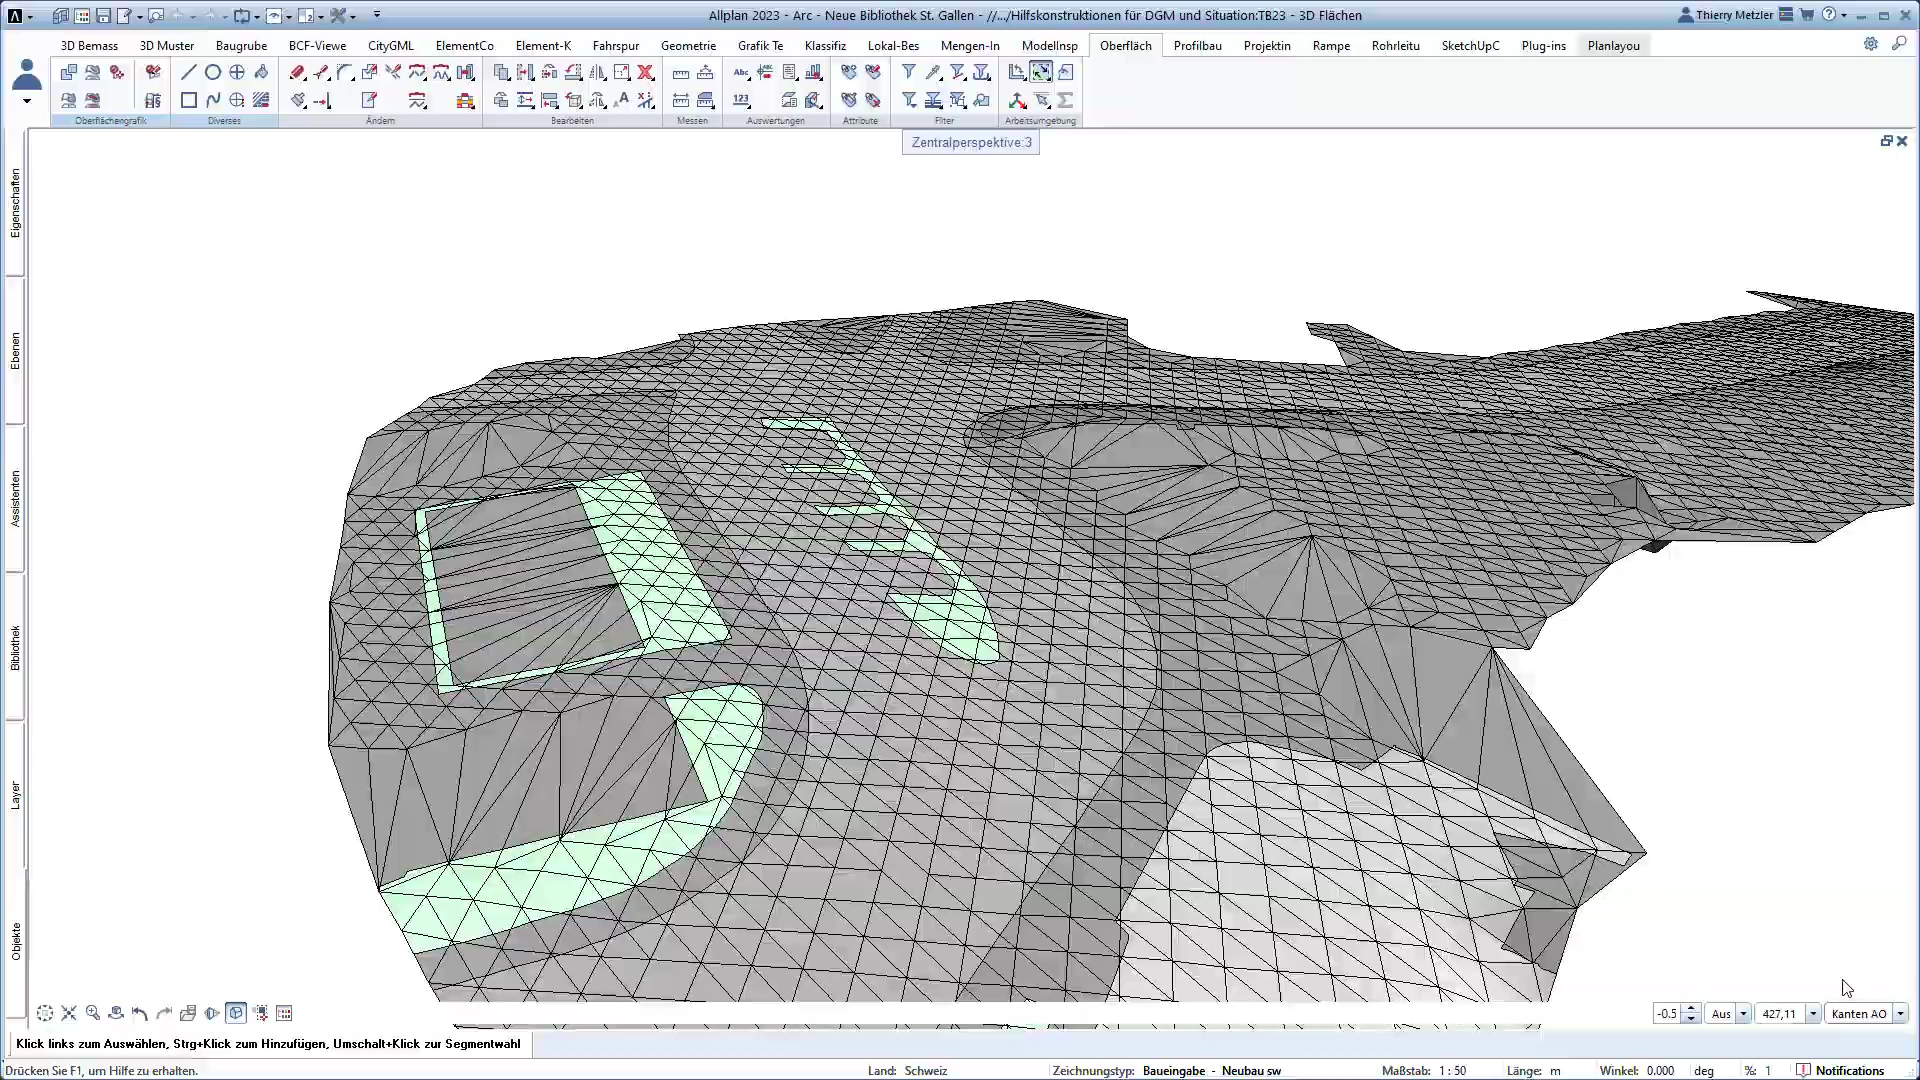 Allplan 2023 - Arc - Neue Bibliothek St. Gallen - //.../Hilfskonstruktionen für DGM und Situation:TB23 - 3D Flächen
Thierry Metzler
3D Bemass 3D Muster Baugrube BCF-Viewe CityGML ElementCo Element-K Fahrspur Geometrie Grafik Te Klassifiz Lokal-Bes Mengen-In ModelInsp Oberfläch Profilbau Projektin Rampe Rohrleitu SketchUpC Plug-ins Planlayou
Abc
123
Oberflächengrafik Diverses Ändern Bearbeiten Messen Auswertungen Attribute Filter Arbeitsumgebung
Zentralperspektive:3
Eigenschaften
Ebenen
Assistenten
Bibliothek
Layer
Objekte
-0.5 Aus 427,11 Kanten AO
Klick links zum Auswählen, Strg+Klick zum Hinzufügen, Umschalt+Klick zur Segmentwahl
Drücken Sie F1, um Hilfe zu erhalten. Land: Schweiz Zeichnungstyp: Baueingabe - Neubau sw Maßstab: 1 : 50 Länge: m Winkel: 0.000 deg %: 1 Notifications